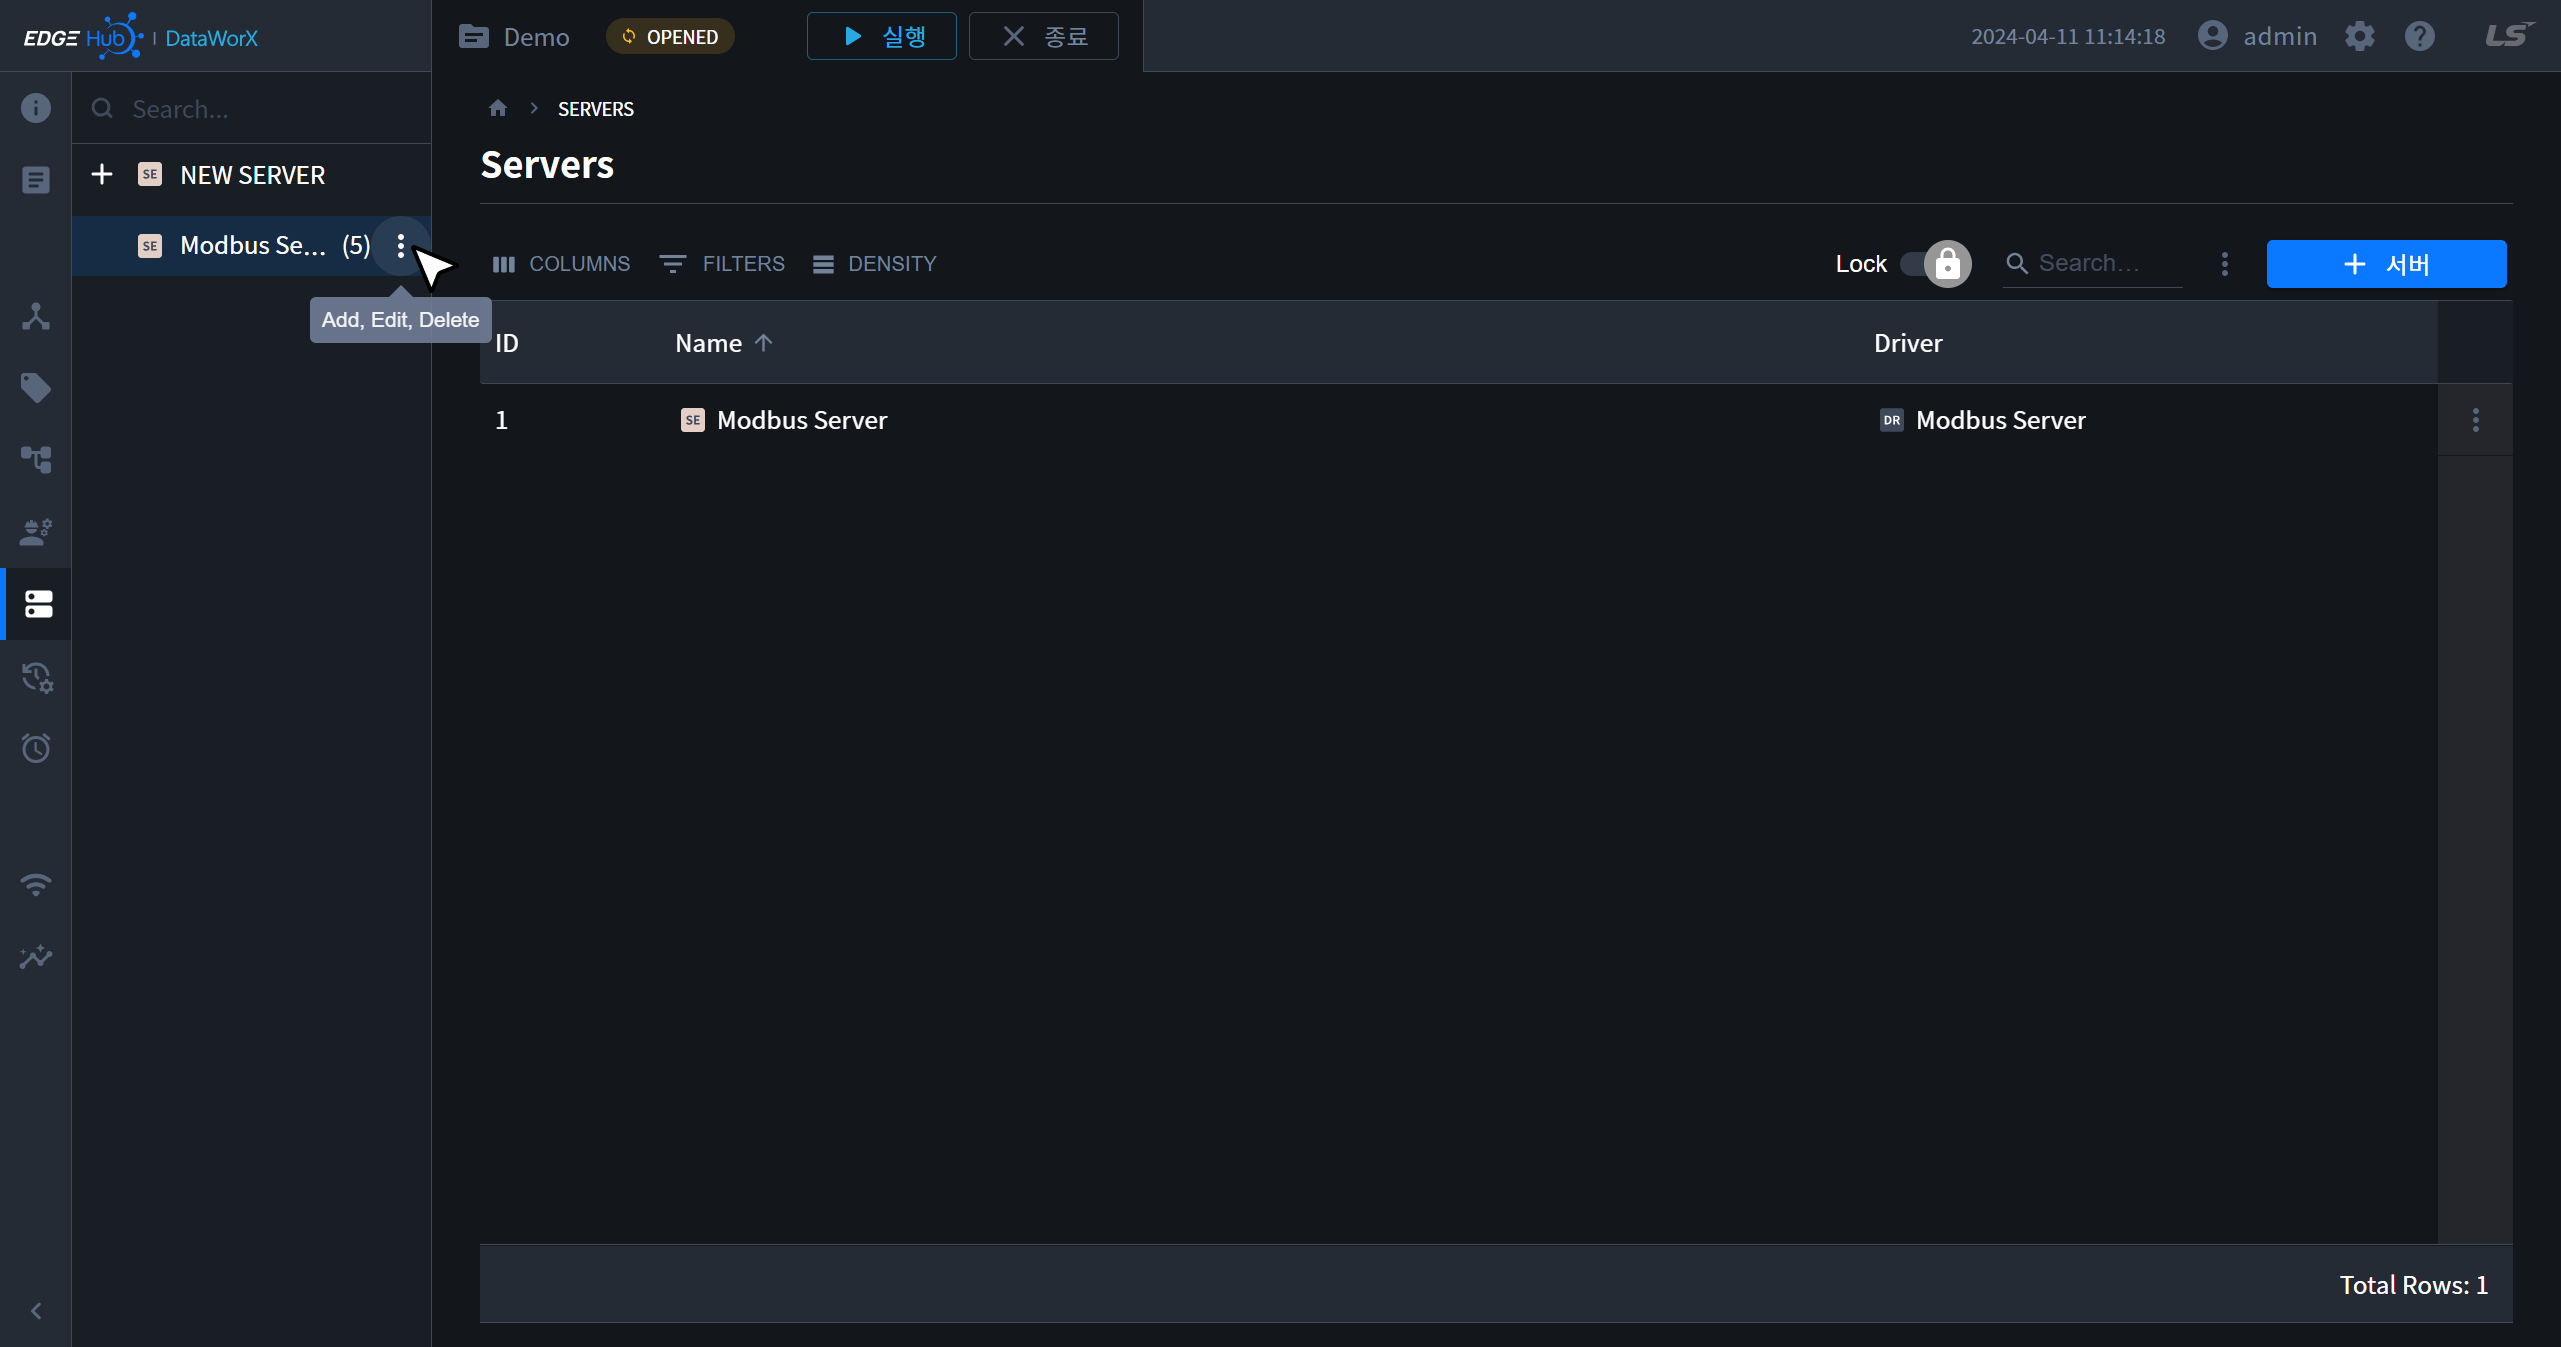 EDGE Hub | DataWorX
Demo
OPENED
실행
종료
2024-04-11 11:14:18
admin
LS
Search...
SE NEW SERVER
SE Modbus Se... (5)
Add, Edit, Delete
SERVERS
Servers
COLUMNS
FILTERS
DENSITY
Lock
Search...
서버
ID
Name
Driver
1
SE Modbus Server
DR Modbus Server
Total Rows: 1